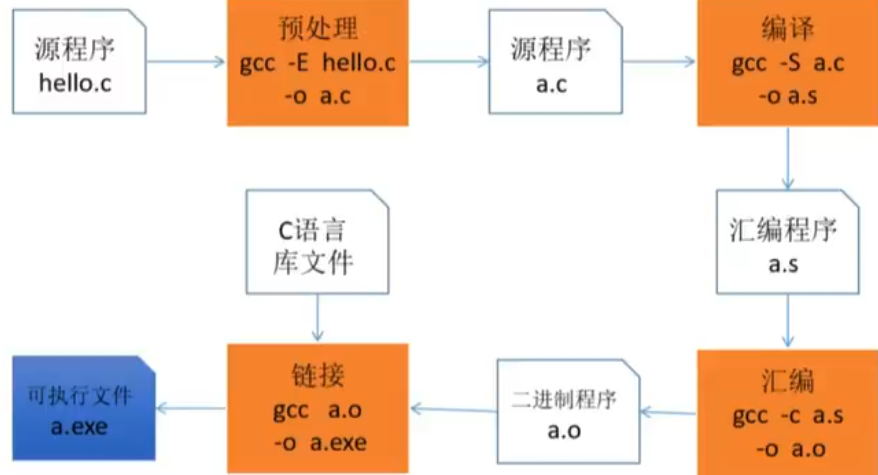 源程序
hello.c
预处理
gcc -E hello.c
-o a.c
源程序
a.c
编译
gcc -S a.c
-o a.s
汇编程序
a.s
汇编
gcc -c a.s
-o a.o
二进制程序
a.o
C语言
库文件
链接
gcc a.o
-o a.exe
可执行文件
a.exe